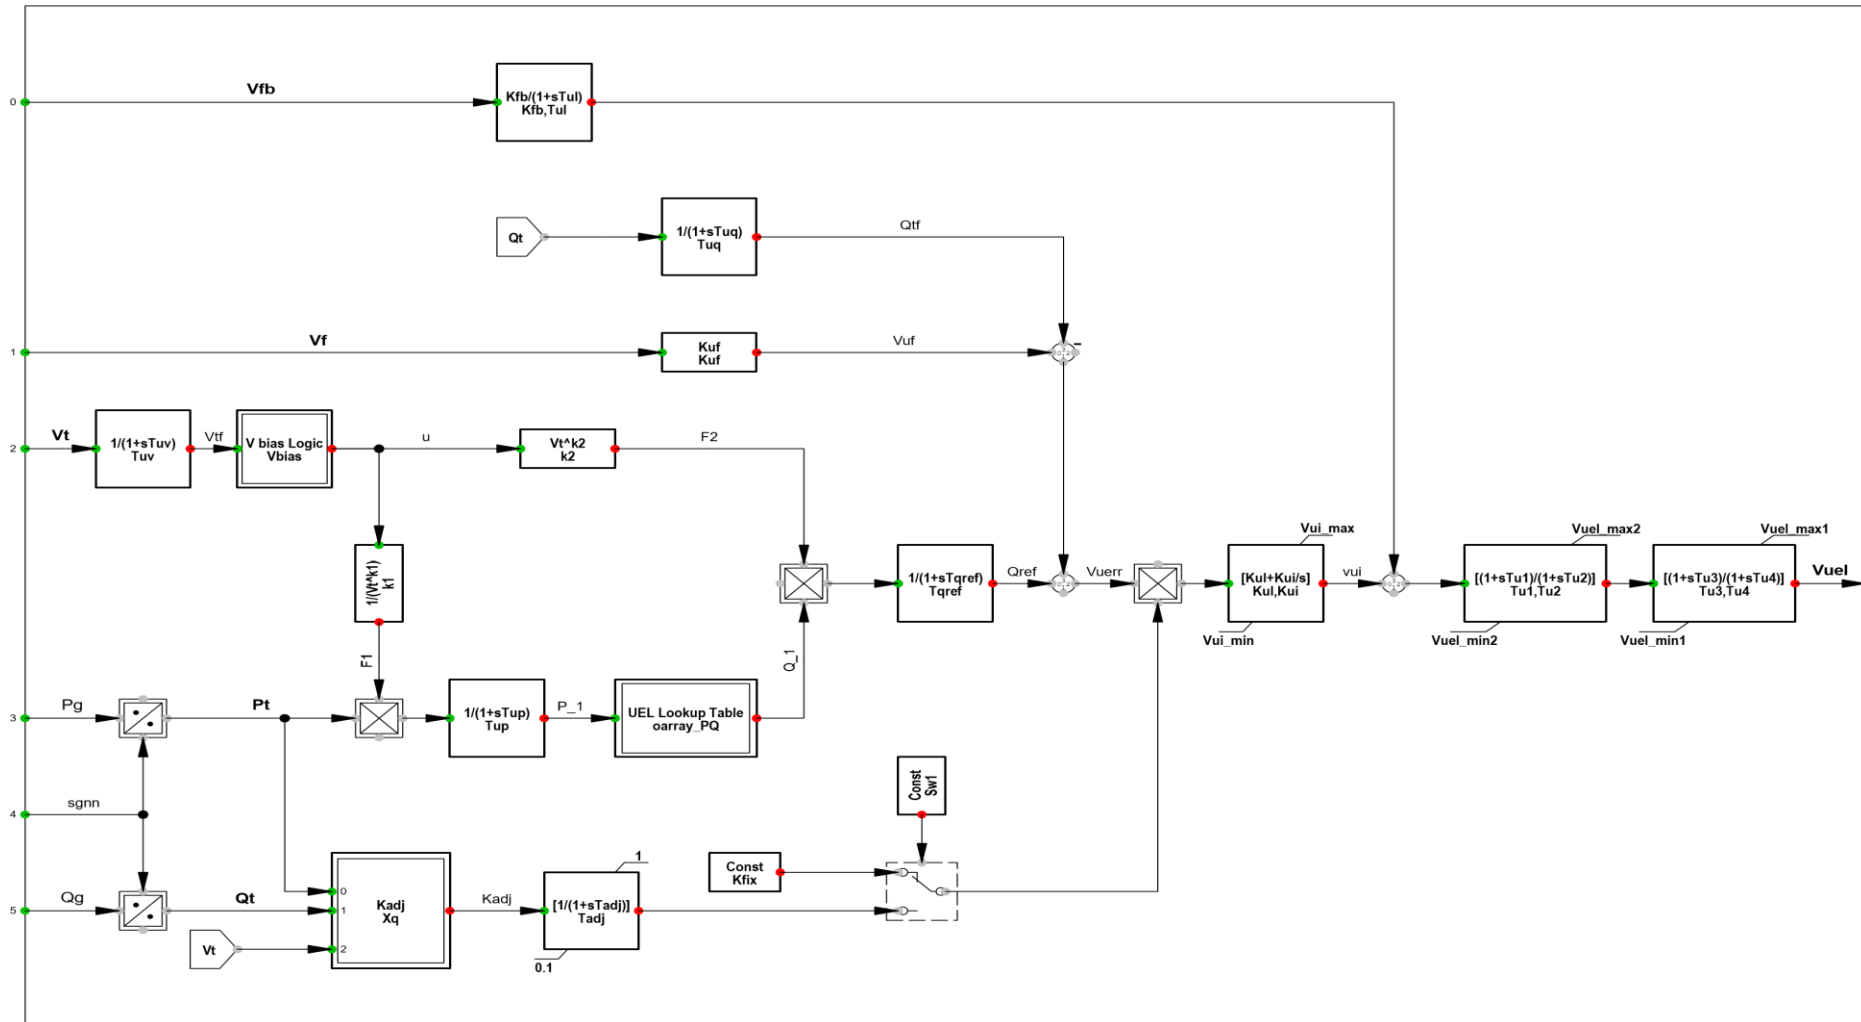 Vfb
0
Kfb/(1+sTul)
Kfb,Tul
Qt
1/(1+sTuq)
Tuq
Qtf
1
Vf
Kuf
Kuf
Vuf
-
2
Vt
1/(1+sTuv)
Tuv
Vtf
V bias Logic
Vbias
u
Vt^k2
k2
F2
1/(Vt^k1)
k1
F1
1/(1+sTqref)
Tqref
Qref
Vuerr
Vui_max
[Kul+Kui/s]
Kul,Kui
Vui_min
vui
Vuel_max2
[(1+sTu1)/(1+sTu2)]
Tu1,Tu2
Vuel_min2
Vuel_max1
[(1+sTu3)/(1+sTu4)]
Tu3,Tu4
Vuel_min1
Vuel
3
Pg
Pt
1/(1+sTup)
Tup
P_1
UEL Lookup Table
oarray_PQ
Q_1
4
sgnn
Const
Sw1
5
Qg
Qt
Vt
0
1
2
Kadj
Xq
Kadj
1
[1/(1+sTadj)]
Tadj
0.1
Const
Kfix